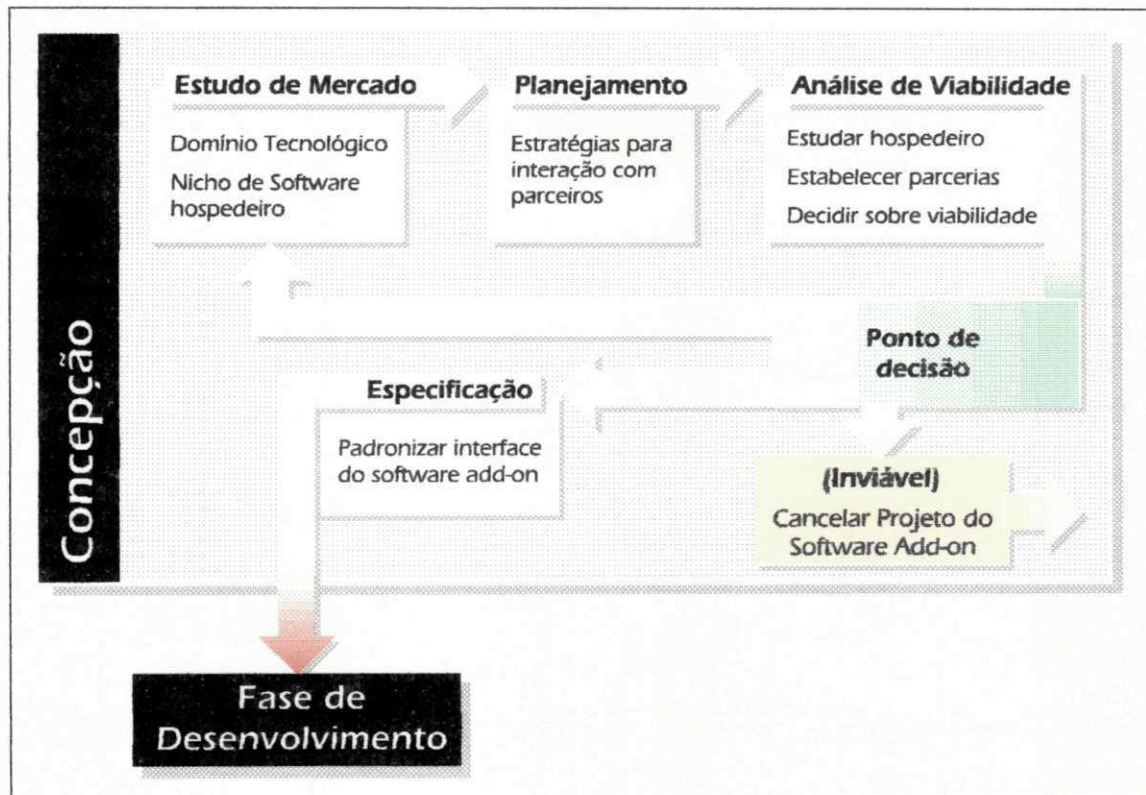 Concepção
Estudo de Mercado
Domínio Tecnológico
Nicho de Software
hospedeiro
Planejamento
Estratégias para
interação com
parceiros
Análise de Viabilidade
Estudar hospedeiro
Estabelecer parcerias
Decidir sobre viabilidade
Ponto de
decisão
Especificação
Padronizar interface
do software add-on
(Inviável)
Cancelar Projeto do
Software Add-on
Fase de
Desenvolvimento